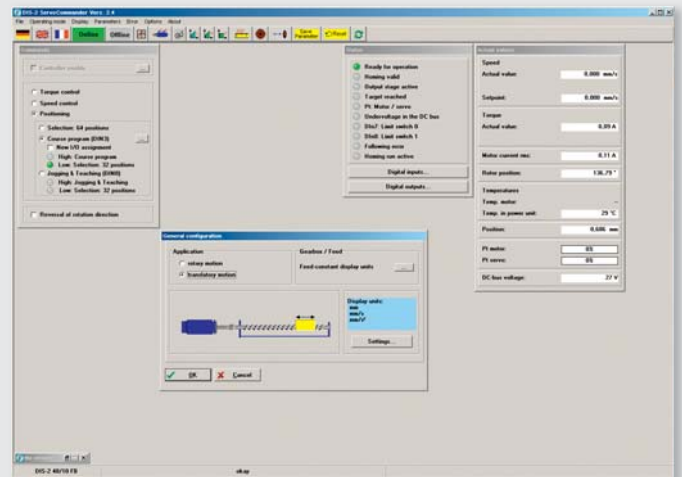 DIS-2 ServoCommander Vers. 2.4
File Operating mode Display Parameters Error Options About
Online
Offline
Save
Parameter
Reset
Commands
Controller enable
...
Torque control
Speed control
Positioning
Selection: 64 positions
Course program (DIN3)
...
New I/O assignment
High: Course program
Low: Selection: 32 positions
Jogging & Teaching (DIN8)
High: Jogging & Teaching
Low: Selection: 32 positions
Reversal of rotation direction
Status
Ready for operation
Homing valid
Output stage active
Target reached
I²t: Motor / servo
Undervoltage in the DC bus
DIn7: Limit switch 0
DIn8: Limit switch 1
Following error
Homing run active
Digital inputs...
Digital outputs...
Actual values
Speed
Actual value: 0.000 mm/s
Setpoint: 0.000 mm/s
Torque
Actual value: 0.09 A
Motor current rms: 0.11 A
Rotor position: 136.79 °
Temperatures
Temp. motor: --
Temp. in power unit: 29 °C
Position: 0.606 mm
I²t motor: 0%
I²t servo: 0%
DC bus voltage: 27 V
General configuration
Application
rotary motion
translatory motion
Gearbox / Feed
Feed constant display units
...
Display units:
mm
mm/s
mm/s²
Settings...
OK
Cancel
DIS-2 48/10 FB
okay